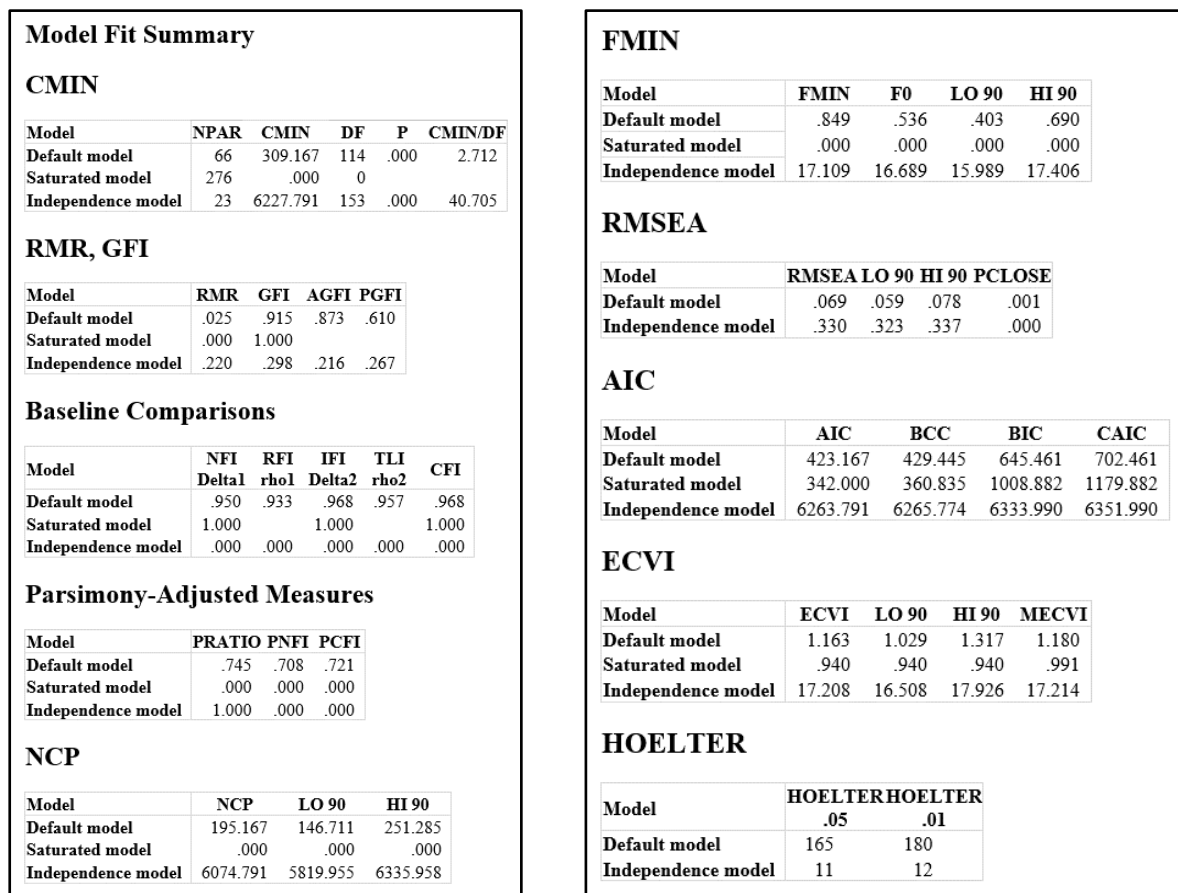 Model Fit Summary
CMIN
Model NPAR CMIN DF P CMIN/DF
Default model 66 309.167 114 .000 2.712
Saturated model 276 .000 0
Independence model 23 6227.791 153 .000 40.705
RMR, GFI
Model RMR GFI AGFI PGFI
Default model .025 .915 .873 .610
Saturated model .000 1.000
Independence model .220 .298 .216 .267
Baseline Comparisons
Model NFI RFI IFI TLI CFI
Delta1 rho1 Delta2 rho2
Default model .950 .933 .968 .957 .968
Saturated model 1.000 1.000 1.000
Independence model .000 .000 .000 .000 .000
Parsimony-Adjusted Measures
Model PRATIO PNFI PCFI
Default model .745 .708 .721
Saturated model .000 .000 .000
Independence model 1.000 .000 .000
NCP
Model NCP LO 90 HI 90
Default model 195.167 146.711 251.285
Saturated model .000 .000 .000
Independence model 6074.791 5819.955 6335.958
FMIN
Model FMIN F0 LO 90 HI 90
Default model .849 .536 .403 .690
Saturated model .000 .000 .000 .000
Independence model 17.109 16.689 15.989 17.406
RMSEA
Model RMSEA LO 90 HI 90 PCLOSE
Default model .069 .059 .078 .001
Independence model .330 .323 .337 .000
AIC
Model AIC BCC BIC CAIC
Default model 423.167 429.445 645.461 702.461
Saturated model 342.000 360.835 1008.882 1179.882
Independence model 6263.791 6265.774 6333.990 6351.990
ECVI
Model ECVI LO 90 HI 90 MECVI
Default model 1.163 1.029 1.317 1.180
Saturated model .940 .940 .940 .991
Independence model 17.208 16.508 17.926 17.214
HOELTER
Model HOELTER HOELTER
.05 .01
Default model 165 180
Independence model 11 12